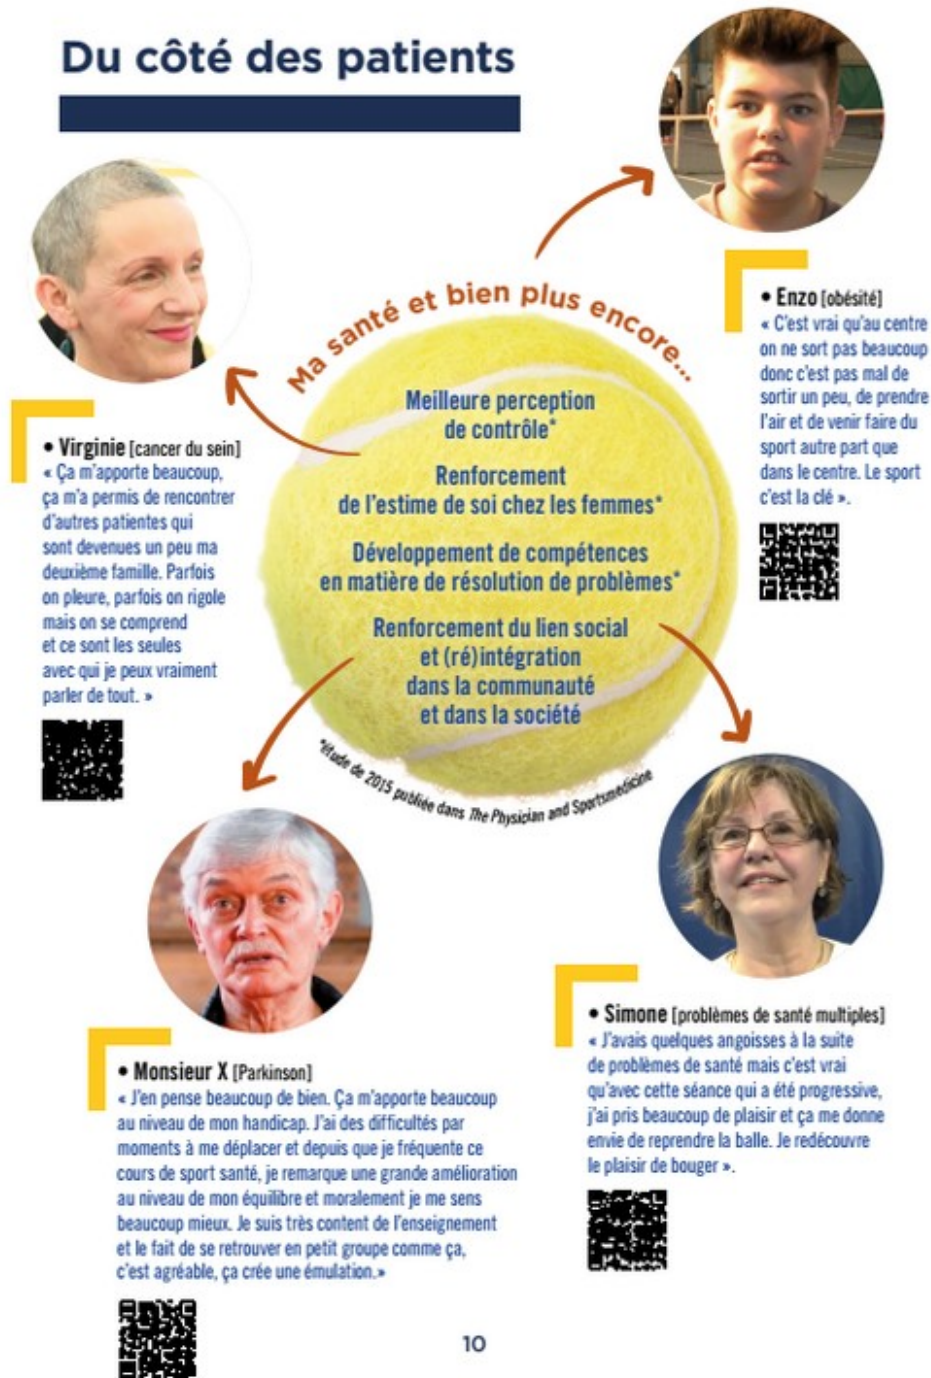 Du côté des patients
• Virginie [cancer du sein]
« Ça m'apporte beaucoup,
ça m'a permis de rencontrer
d'autres patientes qui
sont devenues un peu ma
deuxième famille. Parfois
on pleure, parfois on rigole
mais on se comprend
et ce sont les seules
avec qui je peux vraiment
parler de tout. »
Ma santé et bien plus encore...
Meilleure perception
de contrôle*
Renforcement
de l'estime de soi chez les femmes*
Développement de compétences
en matière de résolution de problèmes*
Renforcement du lien social
et (ré)intégration
dans la communauté
et dans la société
*étude de 2015 publiée dans The Physician and Sportsmedicine
• Enzo [obésité]
« C'est vrai qu'au centre
on ne sort pas beaucoup
donc c'est pas mal de
sortir un peu, de prendre
l'air et de venir faire du
sport autre part que
dans le centre. Le sport
c'est la clé ».
• Monsieur X [Parkinson]
« J'en pense beaucoup de bien. Ça m'apporte beaucoup
au niveau de mon handicap. J'ai des difficultés par
moments à me déplacer et depuis que je fréquente ce
cours de sport santé, je remarque une grande amélioration
au niveau de mon équilibre et moralement je me sens
beaucoup mieux. Je suis très content de l'enseignement
et le fait de se retrouver en petit groupe comme ça,
c'est agréable, ça crée une émulation.»
• Simone [problèmes de santé multiples]
« J'avais quelques angoisses à la suite
de problèmes de santé mais c'est vrai
qu'avec cette séance qui a été progressive,
j'ai pris beaucoup de plaisir et ça me donne
envie de reprendre la balle. Je redécouvre
le plaisir de bouger ».
10